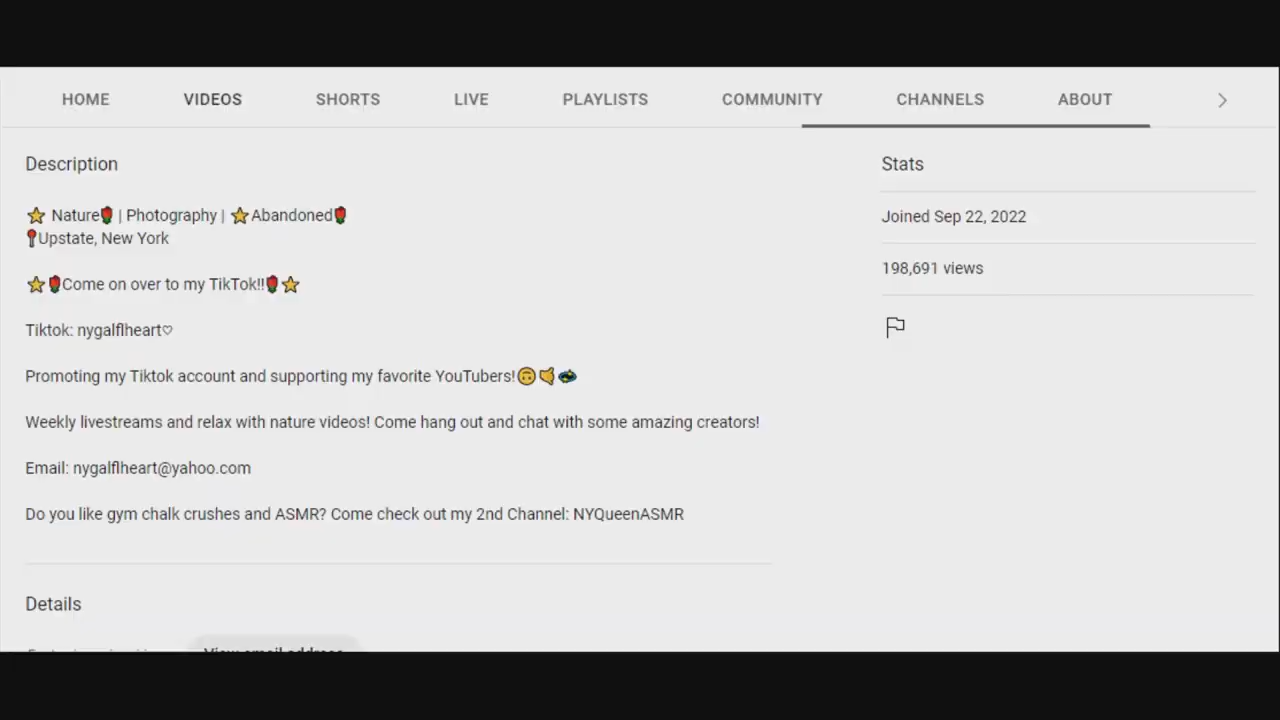 HOME VIDEOS SHORTS LIVE PLAYLISTS COMMUNITY CHANNELS ABOUT
Description
⭐ Nature🌹 | Photography | ⭐Abandoned🌹
📍Upstate, New York
⭐🌹Come on over to my TikTok!!🌹⭐
Tiktok: nygalflheart♡
Promoting my Tiktok account and supporting my favorite YouTubers!
Weekly livestreams and relax with nature videos! Come hang out and chat with some amazing creators!
Email: nygalflheart@yahoo.com
Do you like gym chalk crushes and ASMR? Come check out my 2nd Channel: NYQueenASMR
Details
View email address
Stats
Joined Sep 22, 2022
198,691 views